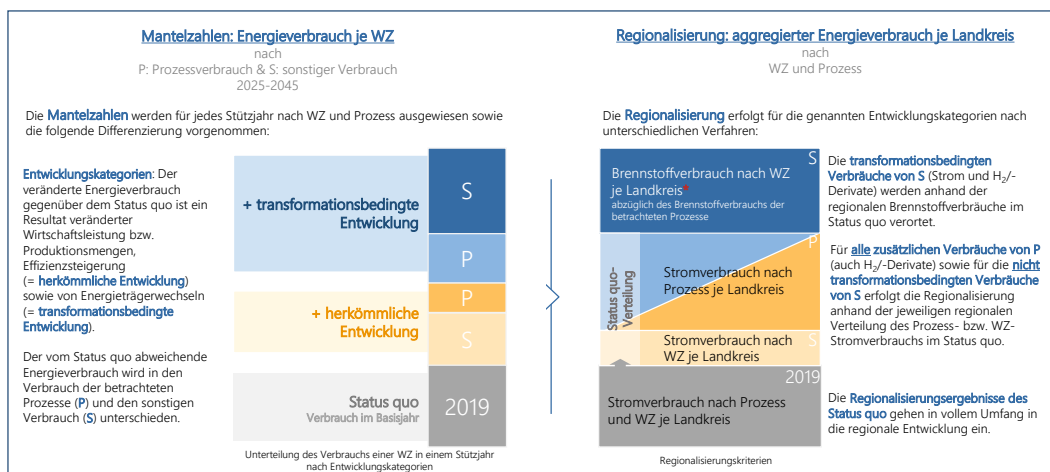 Mantelzahlen: Energieverbrauch je WZ
nach
P: Prozessverbrauch & S: sonstiger Verbrauch
2025-2045
Die Mantelzahlen werden für jedes Stützjahr nach WZ und Prozess ausgewiesen sowie
die folgende Differenzierung vorgenommen:
Entwicklungskategorien: Der
veränderte Energieverbrauch
gegenüber dem Status quo ist ein
Resultat veränderter
Wirtschaftsleistung bzw.
Produktionsmengen,
Effizienzsteigerung
(= herkömmliche Entwicklung)
sowie von Energieträgerwechseln
(= transformationsbedingte
Entwicklung).
Der vom Status quo abweichende
Energieverbrauch wird in den
Verbrauch der betrachteten
Prozesse (P) und den sonstigen
Verbrauch (S) unterschieden.
+ transformationsbedingte
Entwicklung
S
P
+ herkömmliche
Entwicklung
P
S
Status quo
Verbrauch im Basisjahr
2019
Unterteilung des Verbrauchs einer WZ in einem Stützjahr
nach Entwicklungskategorien
Regionalisierung: aggregierter Energieverbrauch je Landkreis
nach
WZ und Prozess
Die Regionalisierung erfolgt für die genannten Entwicklungskategorien nach
unterschiedlichen Verfahren:
S
Brennstoffverbrauch nach WZ
je Landkreis*
abzüglich des Brennstoffverbrauchs der
betrachteten Prozesse
P
Status quo-
Verteilung
Stromverbrauch nach
Prozess je Landkreis
S
Stromverbrauch nach
WZ je Landkreis
2019
Stromverbrauch nach Prozess
und WZ je Landkreis
Regionalisierungskriterien
Die transformationsbedingten
Verbräuche von S (Strom und H₂/-
Derivate) werden anhand der
regionalen Brennstoffverbräuche im
Status quo verortet.
Für alle zusätzlichen Verbräuche von P
(auch H₂/-Derivate) sowie für die nicht
transformationsbedingten Verbräuche
von S erfolgt die Regionalisierung
anhand der jeweiligen regionalen
Verteilung des Prozess- bzw. WZ-
Stromverbrauchs im Status quo.
Die Regionalisierungsergebnisse des
Status quo gehen in vollem Umfang in
die regionale Entwicklung ein.